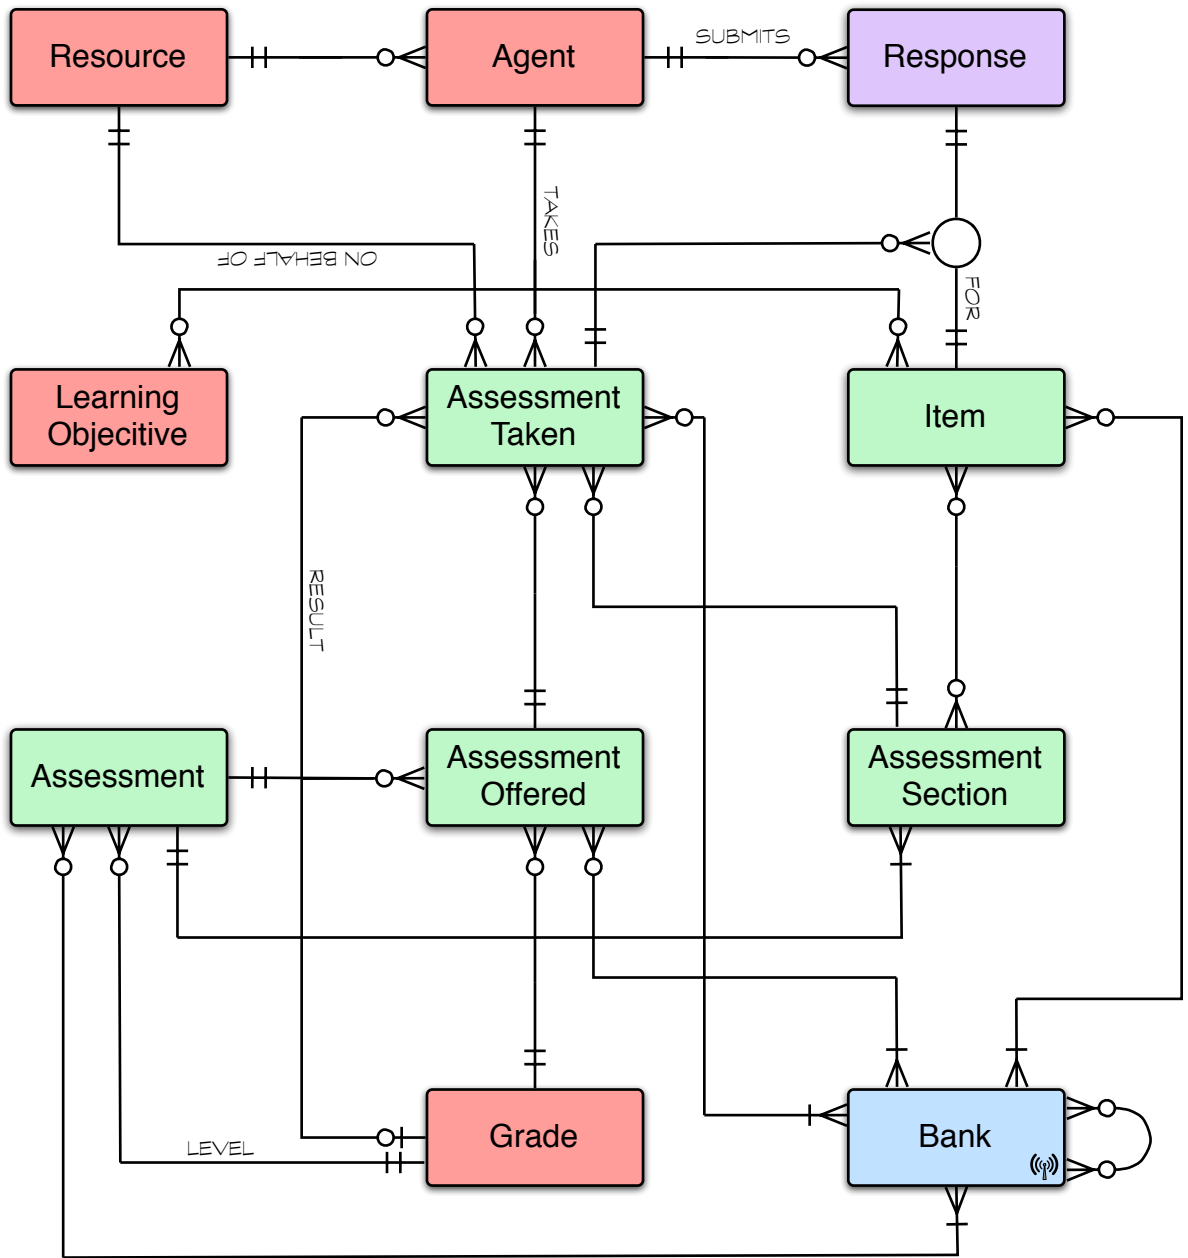 Resource
Agent
SUBMITS
Response
TAKES
ON BEHALF OF
FOR
Learning
Objecitive
Assessment
Taken
Item
RESULT
Assessment
Assessment
Offered
Assessment
Section
LEVEL
Grade
Bank